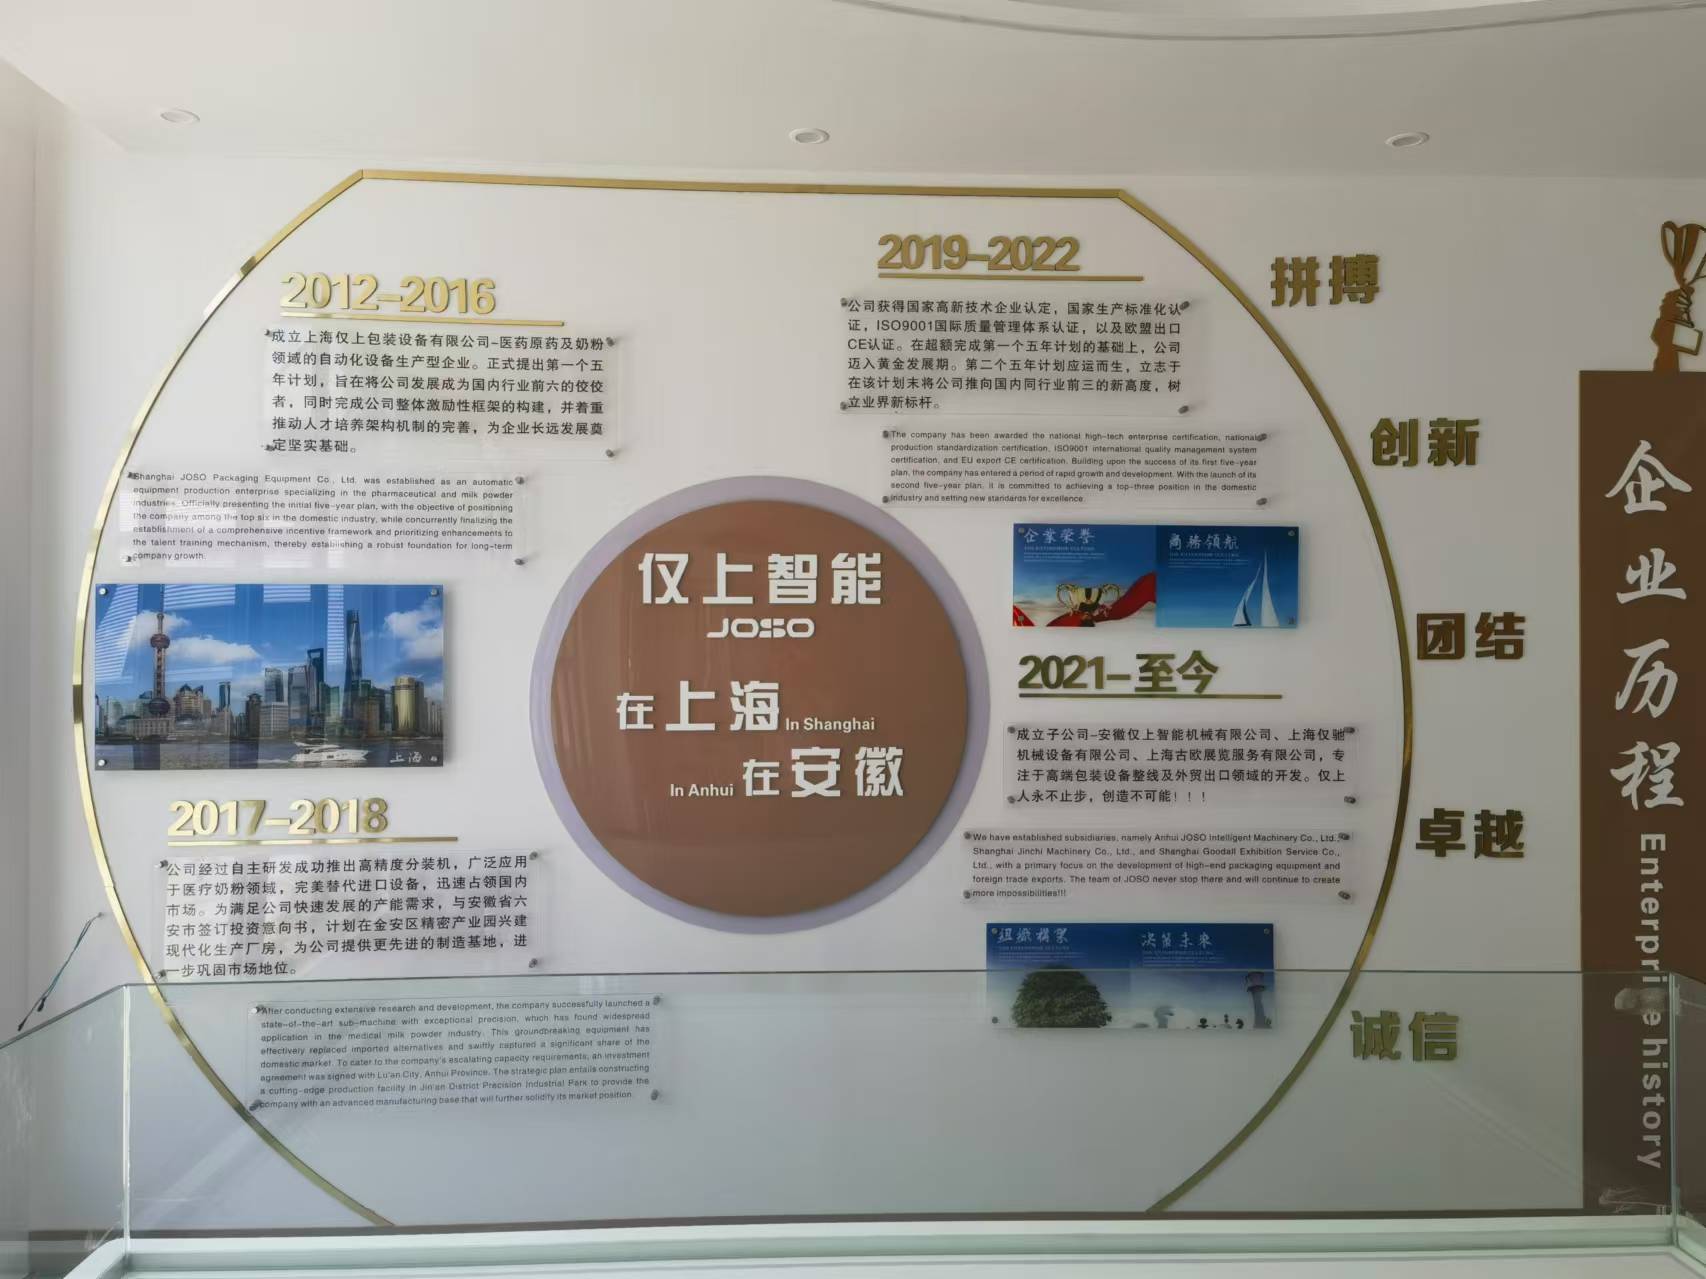 2012-2016
成立上海仅上包装设备有限公司-医药原药及奶粉
领域的自动化设备生产型企业。正式提出第一个五
年计划，旨在将公司发展成为国内行业前六的佼佼
者，同时完成公司整体激励性框架的构建，并着重
推动人才培养架构机制的完善，为企业长远发展奠
定坚实基础。
Shanghai JOSO Packaging Equipment Co., Ltd. was established as an automatic
equipment production enterprise specializing in the pharmaceutical and milk powder
industries. Officially presenting the initial five-year plan, with the objective of positioning
the company among the top six in the domestic industry, while concurrently finalizing the
establishment of a comprehensive incentive framework and prioritizing enhancements to
the talent training mechanism, thereby establishing a robust foundation for long-term
company growth.
上海
2017-2018
公司经过自主研发成功推出高精度分装机，广泛应用
于医疗奶粉领域，完美替代进口设备，迅速占领国内
市场。为满足公司快速发展的产能需求，与安徽省六
安市签订投资意向书，计划在金安区精密产业园兴建
现代化生产厂房，为公司提供更先进的制造基地，进
一步巩固市场地位。
After conducting extensive research and development, the company successfully launched a
state-of-the-art sub-machine with exceptional precision, which has found widespread
application in the medical milk powder industry. This groundbreaking equipment has
effectively replaced imported alternatives and swiftly captured a significant share of the
domestic market. To cater to the company's escalating capacity requirements, an investment
agreement was signed with Lu'an City, Anhui Province. The strategic plan entails constructing
a cutting-edge production facility in Jin'an District Precision Industrial Park to provide the
company with an advanced manufacturing base that will further solidify its market position.
仅上智能
JOSO
在上海 In Shanghai
In Anhui 在安徽
2019-2022
公司获得国家高新技术企业认定，国家生产标准化认
证，ISO9001国际质量管理体系认证，以及欧盟出口
CE认证。在超额完成第一个五年计划的基础上，公司
迈入黄金发展期。第二个五年计划应运而生，立志于
在该计划末将公司推向国内同行业前三的新高度，树
立业界新标杆。
The company has been awarded the national high-tech enterprise certification, national
production standardization certification, ISO9001 international quality management system
certification, and EU export CE certification. Building upon the success of its first five-year
plan, the company has entered a period of rapid growth and development. With the launch of its
second five-year plan, it is committed to achieving a top-three position in the domestic
industry and setting new standards for excellence.
企業荣誉
商務領航
2021-至今
成立子公司-安徽仅上智能机械有限公司、上海仅驰
机械设备有限公司、上海古欧展览服务有限公司，专
注于高端包装设备整线及外贸出口领域的开发。仅上
人永不止步，创造不可能！！！
We have established subsidiaries, namely Anhui JOSO Intelligent Machinery Co., Ltd.,
Shanghai Jinchi Machinery Co., Ltd., and Shanghai Goodall Exhibition Service Co.,
Ltd., with a primary focus on the development of high-end packaging equipment and
foreign trade exports. The team of JOSO never stop there and will continue to create
more impossibilities!!!
組織構架
决策未來
拼搏
创新
团结
卓越
诚信
企业历程
Enterprise history